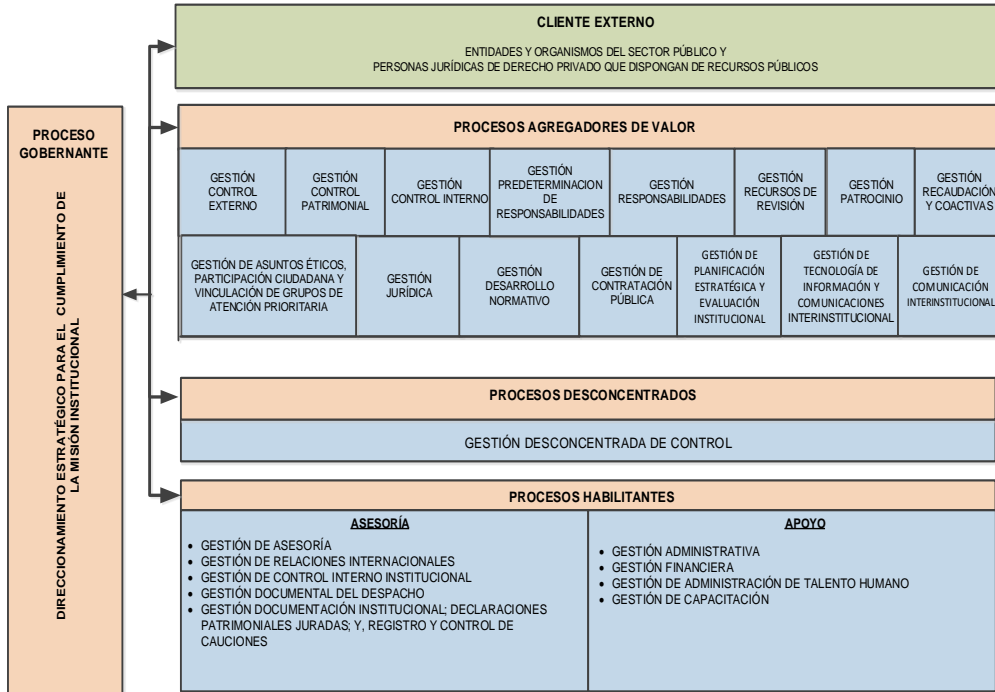 CLIENTE EXTERNO
ENTIDADES Y ORGANISMOS DEL SECTOR PÚBLICO Y
PERSONAS JURÍDICAS DE DERECHO PRIVADO QUE DISPONGAN DE RECURSOS PÚBLICOS
PROCESO
GOBERNANTE
DIRECCIONAMIENTO ESTRATÉGICO PARA EL CUMPLIMIENTO DE
LA MISIÓN INSTITUCIONAL
PROCESOS AGREGADORES DE VALOR
GESTIÓN
CONTROL
EXTERNO
GESTIÓN
CONTROL
PATRIMONIAL
GESTIÓN
CONTROL INTERNO
GESTIÓN
PREDETERMINACION
DE
RESPONSABILIDADES
GESTIÓN
RESPONSABILIDADES
GESTIÓN
RECURSOS DE
REVISIÓN
GESTIÓN
PATROCINIO
GESTIÓN
RECAUDACIÓN
Y COACTIVAS
GESTIÓN DE ASUNTOS ÉTICOS,
PARTICIPACIÓN CIUDADANA Y
VINCULACIÓN DE GRUPOS DE
ATENCIÓN PRIORITARIA
GESTIÓN
JURÍDICA
GESTIÓN
DESARROLLO
NORMATIVO
GESTIÓN DE
CONTRATACIÓN
PÚBLICA
GESTIÓN DE
PLANIFICACIÓN
ESTRATÉGICA Y
EVALUACIÓN
INSTITUCIONAL
GESTIÓN DE
TECNOLOGÍA DE
INFORMACIÓN Y
COMUNICACIONES
INTERINSTITUCIONAL
GESTIÓN DE
COMUNICACIÓN
INTERINSTITUCIONAL
PROCESOS DESCONCENTRADOS
GESTIÓN DESCONCENTRADA DE CONTROL
PROCESOS HABILITANTES
ASESORÍA
• GESTIÓN DE ASESORÍA
• GESTIÓN DE RELACIONES INTERNACIONALES
• GESTIÓN DE CONTROL INTERNO INSTITUCIONAL
• GESTIÓN DOCUMENTAL DEL DESPACHO
• GESTIÓN DOCUMENTACIÓN INSTITUCIONAL; DECLARACIONES
PATRIMONIALES JURADAS; Y, REGISTRO Y CONTROL DE
CAUCIONES
APOYO
• GESTIÓN ADMINISTRATIVA
• GESTIÓN FINANCIERA
• GESTIÓN DE ADMINISTRACIÓN DE TALENTO HUMANO
• GESTIÓN DE CAPACITACIÓN